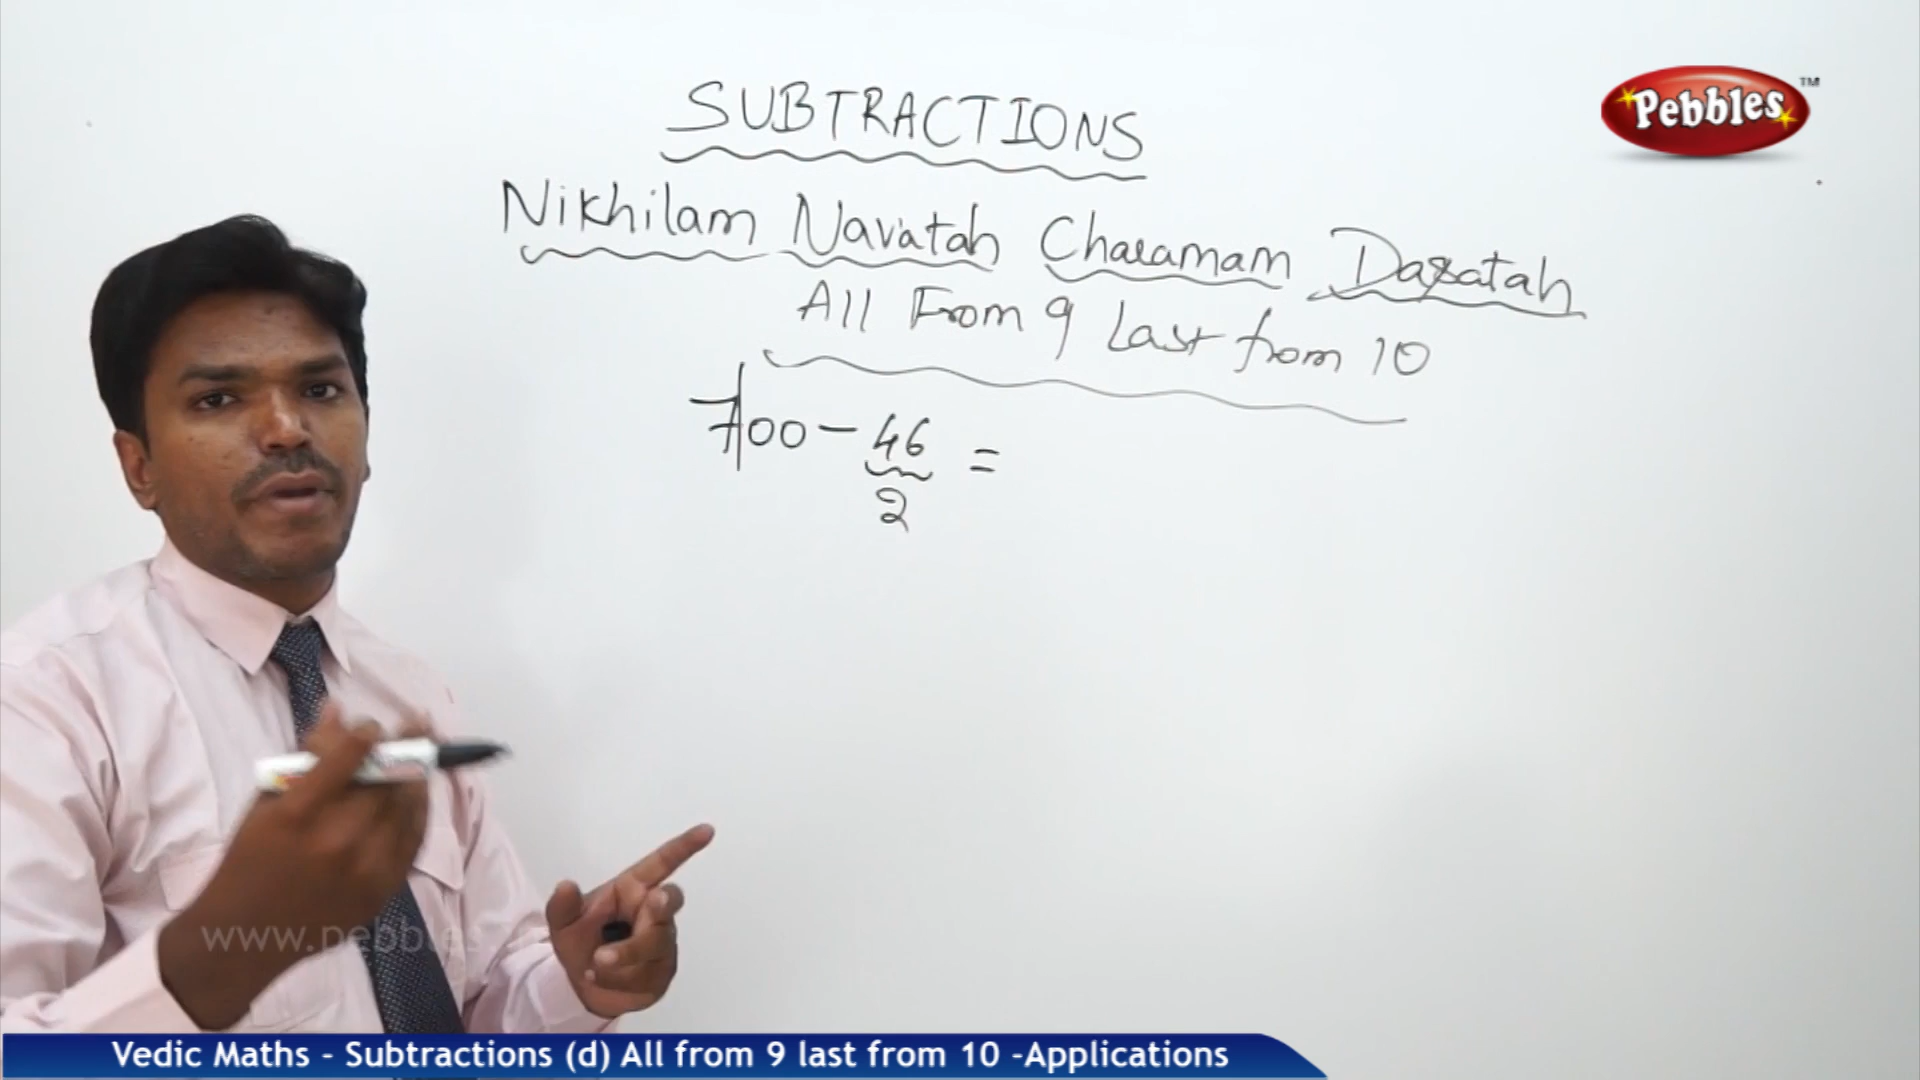 Pebbles™
SUBTRACTIONS
Nikhilam Navatah Charamam Dasatah
All From 9 Last from 10
700 - 46 =
2
www.pebbles.
Vedic Maths - Subtractions (d) All from 9 last from 10 -Applications